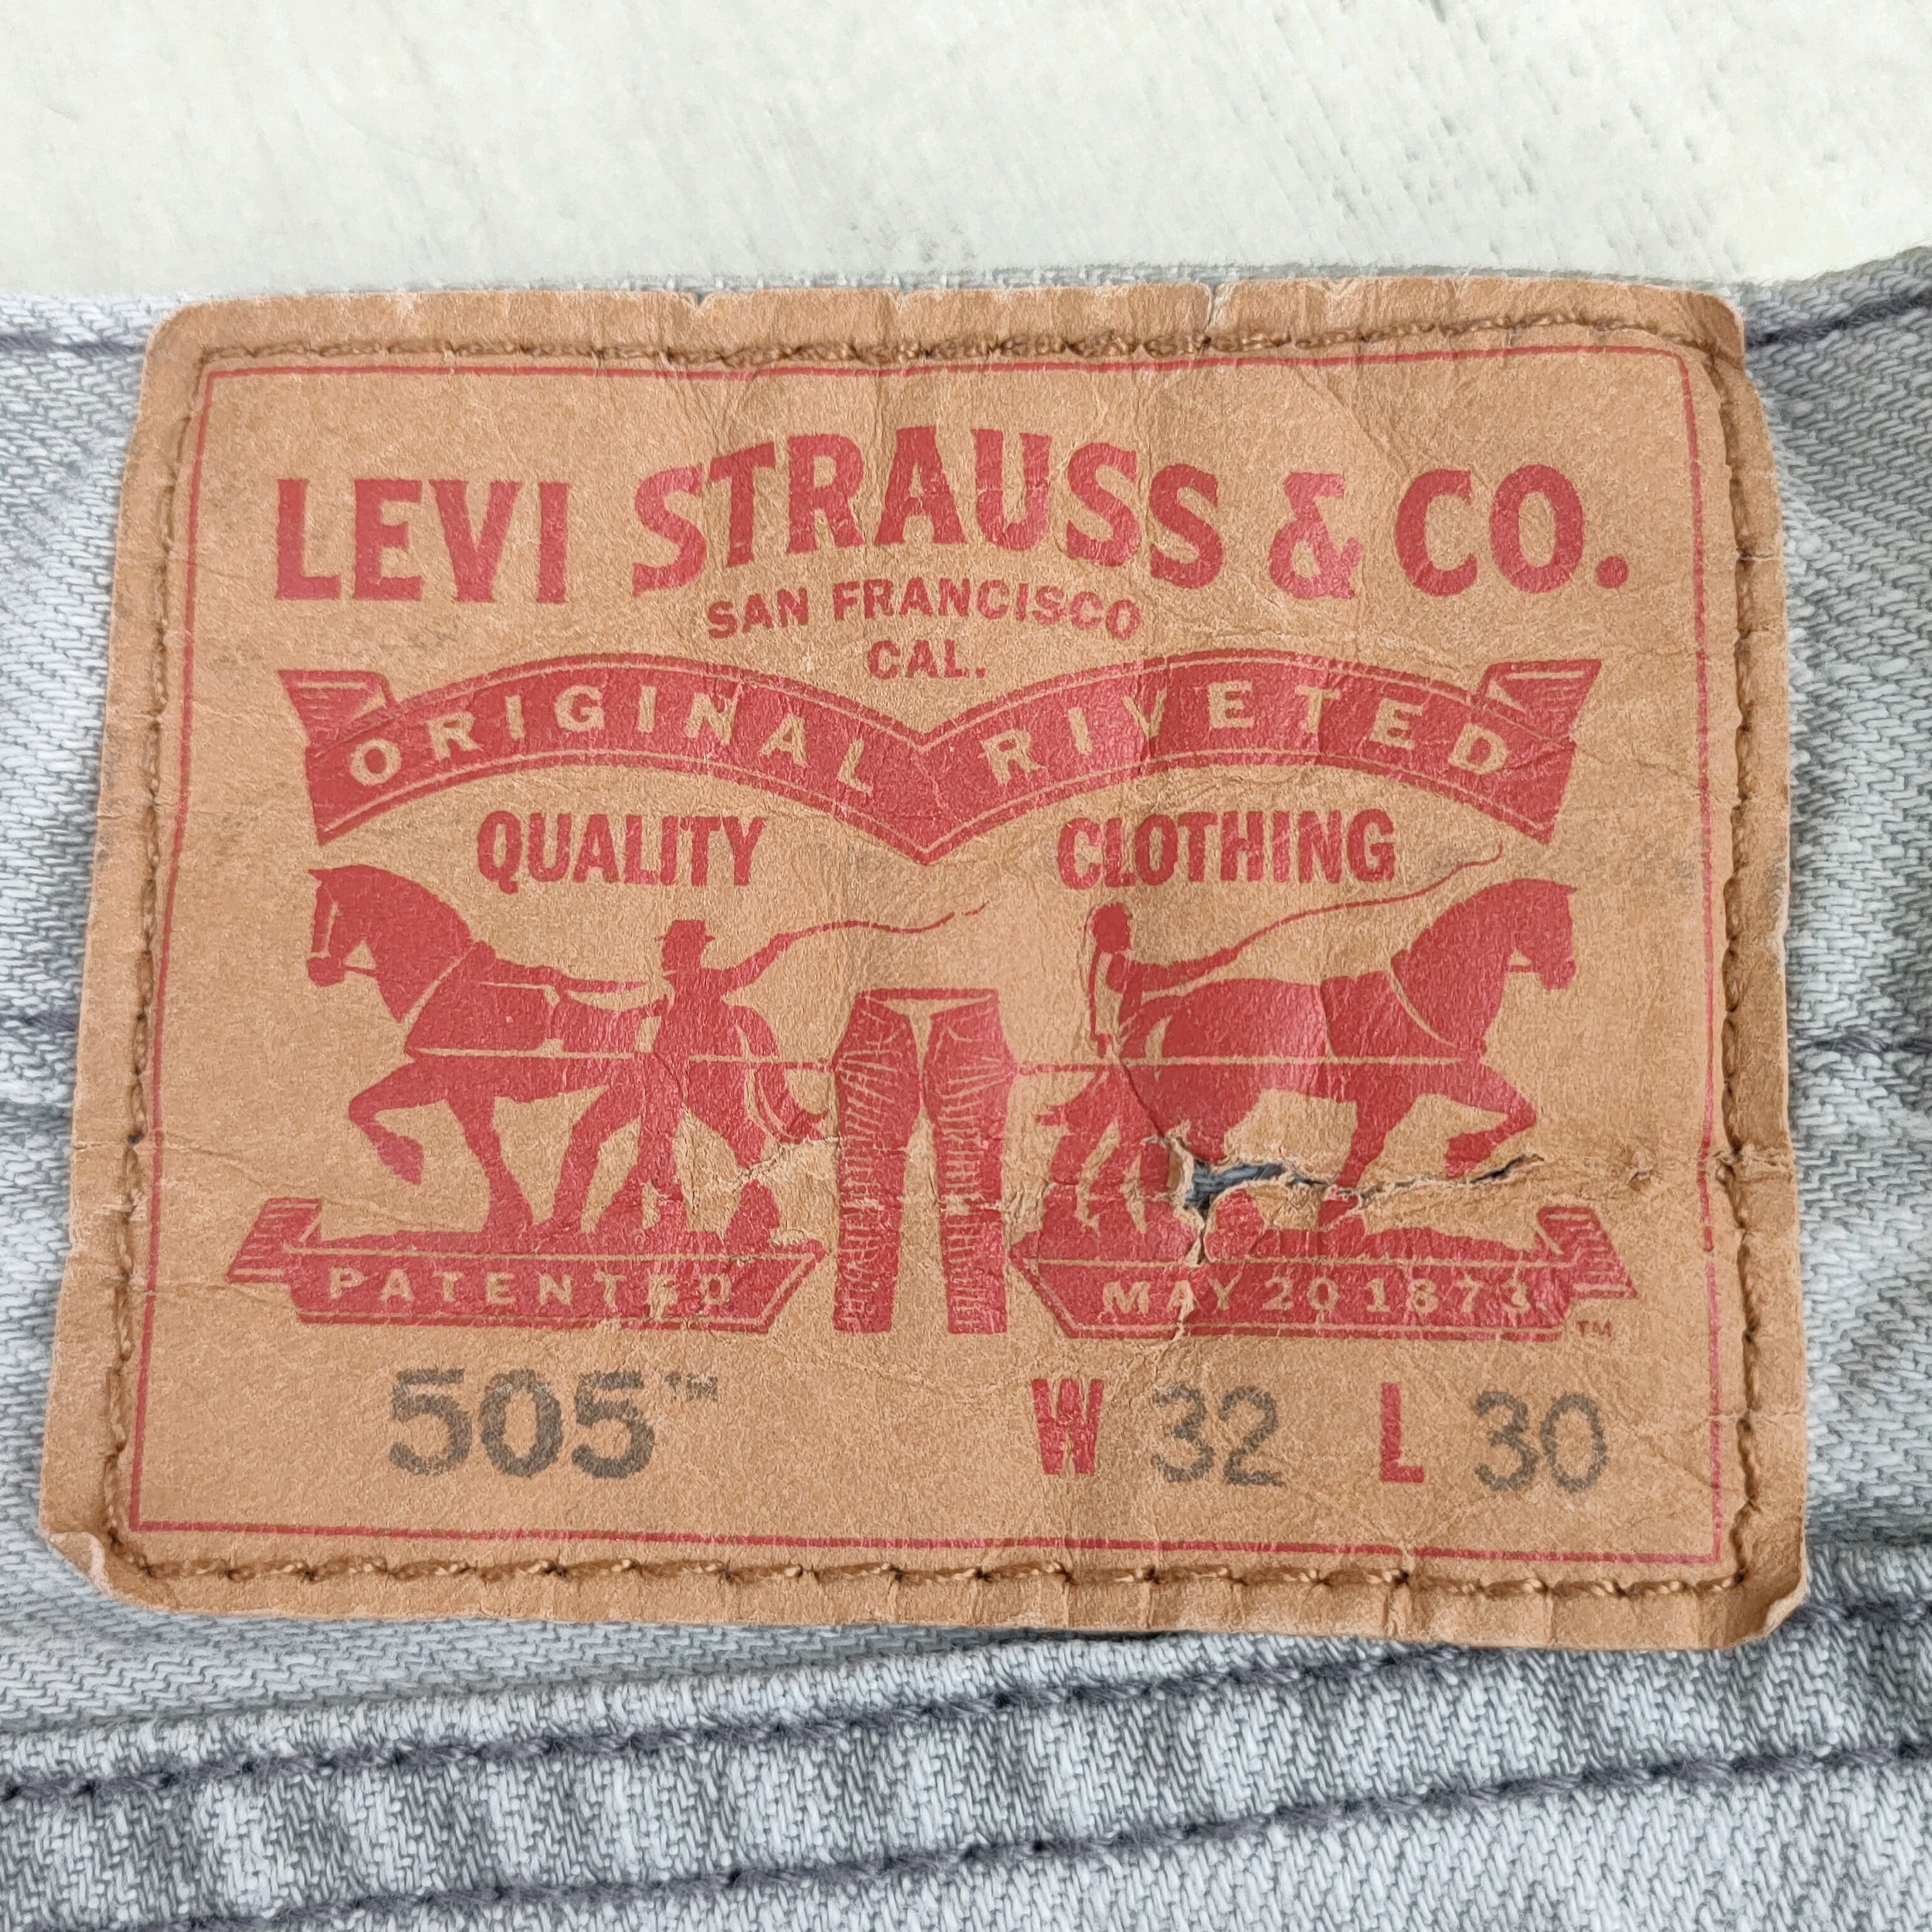 LEVI STRAUSS & CO.
SAN FRANCISCO
CAL.
ORIGINAL RIVETED
QUALITY CLOTHING
PATENTED MAY 20 1873 ™
505™ W 32 L 30